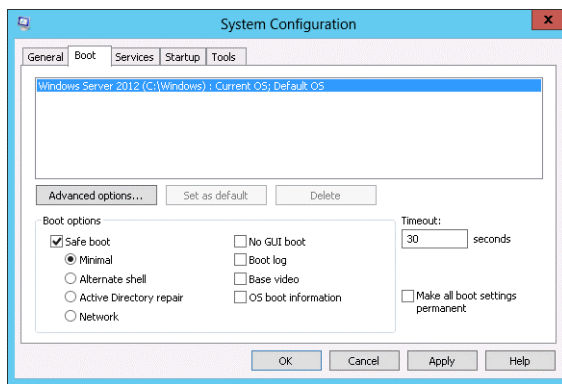 System Configuration
x
General Boot Services Startup Tools
Windows Server 2012 (C:\Windows) : Current OS; Default OS
Advanced options... Set as default Delete
Boot options
Timeout:
Safe boot No GUI boot 30 seconds
Minimal Boot log
Alternate shell Base video
Active Directory repair OS boot information Make all boot settings
permanent
Network
OK Cancel Apply Help